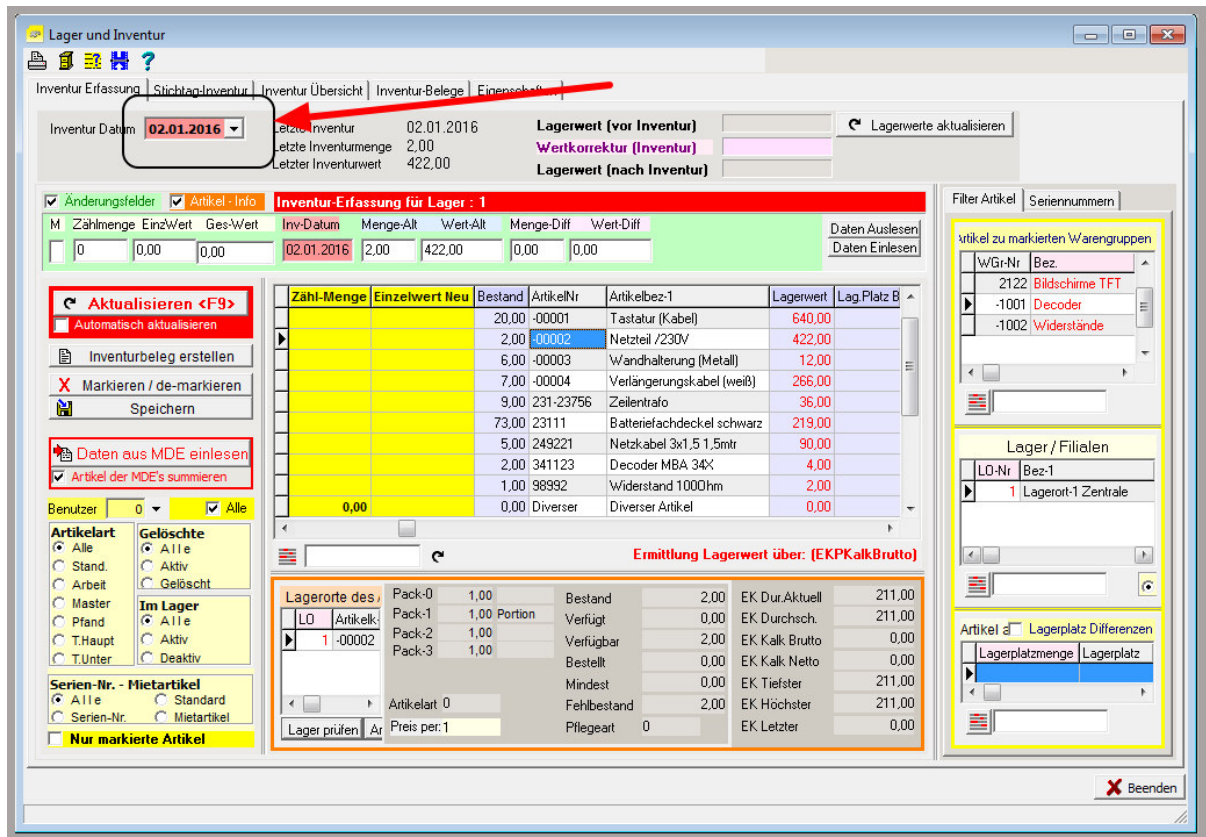 Lager und Inventur
Inventur Erfassung Stichtag-Inventur Inventur Übersicht Inventur-Belege Eigenschaften
Inventur Datum 02.01.2016
Letzte Inventur 02.01.2016 Lagerwert (vor Inventur) Lagerwerte aktualisieren
Letzte Inventurmenge 2,00 Wertkorrektur (Inventur)
Letzter Inventurwert 422,00 Lagerwert (nach Inventur)
Änderungsfelder Artikel - Info Inventur-Erfassung für Lager : 1
M Zählmenge EinzWert Ges-Wert Inv-Datum Menge-Alt Wert-Alt Menge-Diff Wert-Diff
0 0,00 0,00 02.01.2016 2,00 422,00 0,00 0,00
Daten Auslesen
Daten Einlesen
Aktualisieren <F9>
Automatisch aktualisieren
Inventurbeleg erstellen
Markieren / de-markieren
Speichern
Daten aus MDE einlesen
Artikel der MDE's summieren
Benutzer 0 Alle
Artikelart
Alle
Stand.
Arbeit
Master
Pfand
T.Haupt
T.Unter
Gelöschte
Alle
Aktiv
Gelöscht
Im Lager
Alle
Aktiv
Deaktiv
Serien-Nr. - Mietartikel
Alle Standard
Serien-Nr. Mietartikel
Nur markierte Artikel
Zähl-Menge Einzelwert Neu Bestand ArtikelNr Artikelbez-1 Lagerwert Lag.Platz B
20,00 -00001 Tastatur (Kabel) 640,00
2,00 -00002 Netzteil /230V 422,00
6,00 -00003 Wandhalterung (Metall) 12,00
7,00 -00004 Verlängerungskabel (weiß) 266,00
9,00 231-23756 Zeilentrafo 36,00
73,00 23111 Batteriefachdeckel schwarz 219,00
5,00 249221 Netzkabel 3x1,5 1,5mtr 90,00
2,00 341123 Decoder MBA 34X 4,00
1,00 98992 Widerstand 100Ohm 2,00
0,00 0,00 Diverser Diverser Artikel 0,00
Ermittlung Lagerwert über: (EKPKalkBrutto)
Lagerorte des
LO Artikelk-
1 -00002
Lager prüfen Ar
Pack-0 1,00
Pack-1 1,00 Portion
Pack-2 1,00
Pack-3 1,00
Artikelart 0
Preis per: 1
Bestand 2,00
Verfügt 0,00
Verfügbar 2,00
Bestellt 0,00
Mindest 0,00
Fehlbestand 2,00
Pflegeart 0
EK Dur.Aktuell 211,00
EK Durchsch. 211,00
EK Kalk Brutto 0,00
EK Kalk Netto 0,00
EK Tiefster 211,00
EK Höchster 211,00
EK Letzter 0,00
Filter Artikel Seriennummern
Artikel zu markierten Warengruppen
WGr-Nr Bez.
2122 Bildschirme TFT
-1001 Decoder
-1002 Widerstände
Lager / Filialen
LO-Nr Bez-1
1 Lagerort-1 Zentrale
Artikel a Lagerplatz Differenzen
Lagerplatzmenge Lagerplatz
Beenden